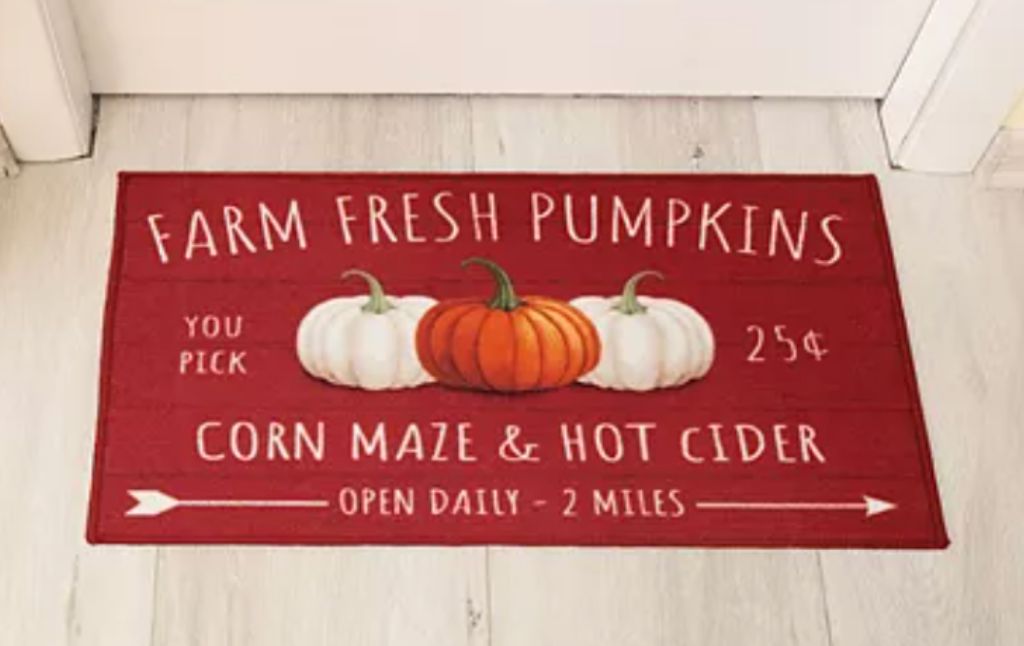 FARM FRESH PUMPKINS
YOU
PICK
25¢
CORN MAZE & HOT CIDER
OPEN DAILY - 2 MILES